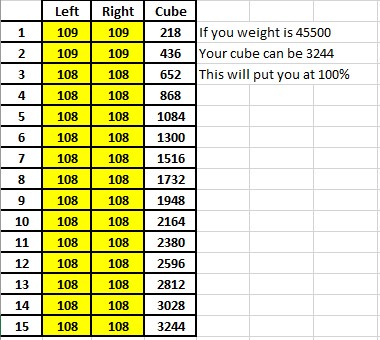 Left Right Cube
1 109 109 218 If you weight is 45500
2 109 109 436 Your cube can be 3244
3 108 108 652 This will put you at 100%
4 108 108 868
5 108 108 1084
6 108 108 1300
7 108 108 1516
8 108 108 1732
9 108 108 1948
10 108 108 2164
11 108 108 2380
12 108 108 2596
13 108 108 2812
14 108 108 3028
15 108 108 3244